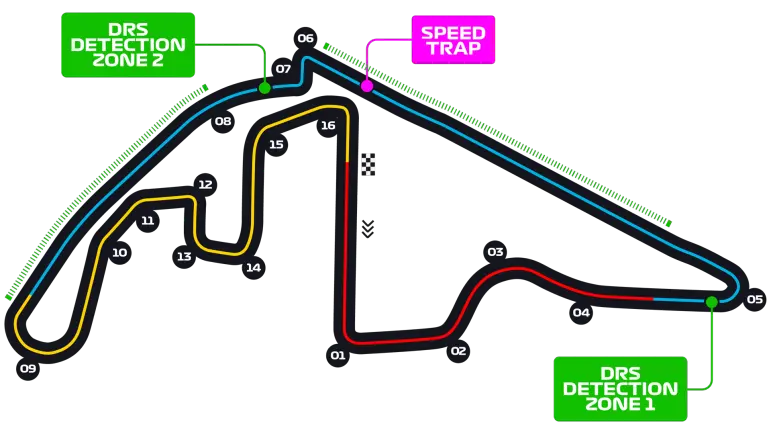 DRS
DETECTION
ZONE 2
06
SPEED
TRAP
07
08
16
15
12
11
10
13
14
03
04
05
01
02
09
DRS
DETECTION
ZONE 1